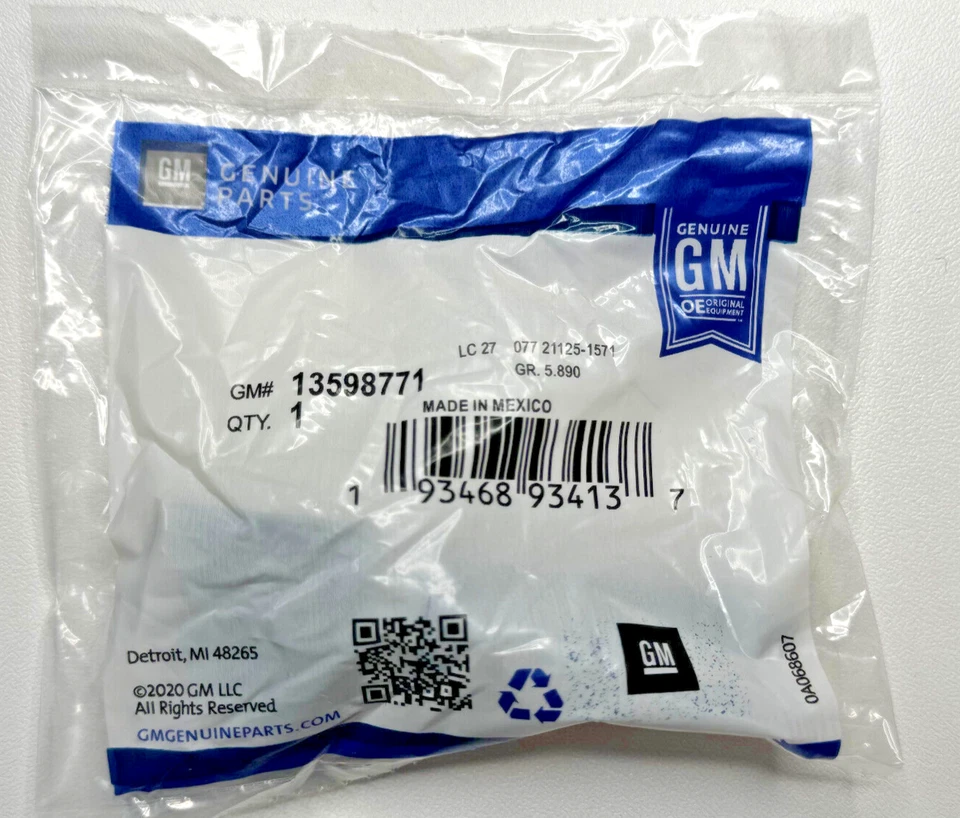 GM GENUINE
PARTS
GENUINE
GM
OE ORIGINAL
EQUIPMENT
LC 27 077 21125-1571
GR. 5.890
GM# 13598771
QTY. 1
MADE IN MEXICO
1 93468 93413 7
Detroit, MI 48265
©2020 GM LLC
All Rights Reserved
GMGENUINEPARTS.COM
GM
0A068607